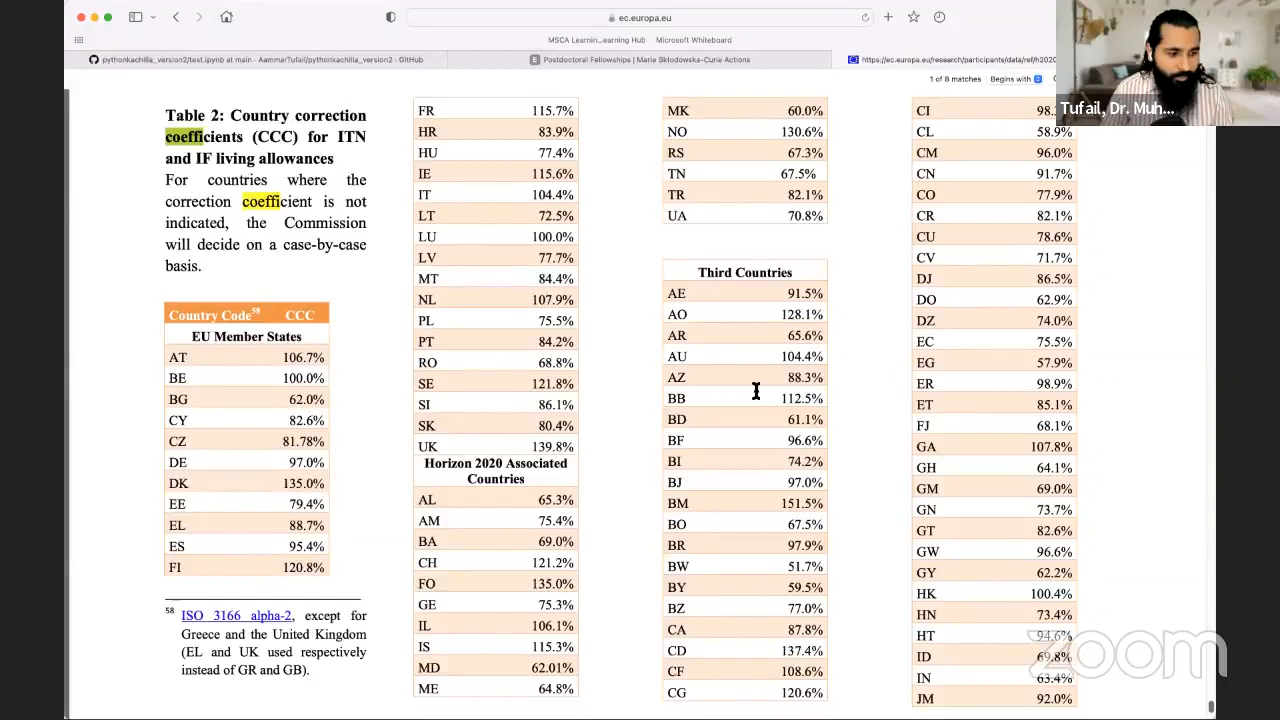 ec.europa.eu
MSCA Learnin...earning Hub Microsoft Whiteboard
pythonkachilla_version2/test.ipynb at main · AammarTufail/pythonkachilla_version2 · GitHub
Postdoctoral Fellowships | Marie Skłodowska-Curie Actions
https://ec.europa.eu/research/participants/data/ref/h2020
1 of 8 matches Begins with
Tufail, Dr. Muh...
Table 2: Country correction
coefficients (CCC) for ITN
and IF living allowances
For countries where the
correction coefficient is not
indicated, the Commission
will decide on a case-by-case
basis.
Country Code58 CCC
EU Member States
AT 106.7%
BE 100.0%
BG 62.0%
CY 82.6%
CZ 81.78%
DE 97.0%
DK 135.0%
EE 79.4%
EL 88.7%
ES 95.4%
FI 120.8%
58 ISO 3166 alpha-2, except for
Greece and the United Kingdom
(EL and UK used respectively
instead of GR and GB).
FR 115.7%
HR 83.9%
HU 77.4%
IE 115.6%
IT 104.4%
LT 72.5%
LU 100.0%
LV 77.7%
MT 84.4%
NL 107.9%
PL 75.5%
PT 84.2%
RO 68.8%
SE 121.8%
SI 86.1%
SK 80.4%
UK 139.8%
Horizon 2020 Associated
Countries
AL 65.3%
AM 75.4%
BA 69.0%
CH 121.2%
FO 135.0%
GE 75.3%
IL 106.1%
IS 115.3%
MD 62.01%
ME 64.8%
MK 60.0%
NO 130.6%
RS 67.3%
TN 67.5%
TR 82.1%
UA 70.8%
Third Countries
AE 91.5%
AO 128.1%
AR 65.6%
AU 104.4%
AZ 88.3%
BB 112.5%
BD 61.1%
BF 96.6%
BI 74.2%
BJ 97.0%
BM 151.5%
BO 67.5%
BR 97.9%
BW 51.7%
BY 59.5%
BZ 77.0%
CA 87.8%
CD 137.4%
CF 108.6%
CG 120.6%
CI 98.
CL 58.9%
CM 96.0%
CN 91.7%
CO 77.9%
CR 82.1%
CU 78.6%
CV 71.7%
DJ 86.5%
DO 62.9%
DZ 74.0%
EC 75.5%
EG 57.9%
ER 98.9%
ET 85.1%
FJ 68.1%
GA 107.8%
GH 64.1%
GM 69.0%
GN 73.7%
GT 82.6%
GW 96.6%
GY 62.2%
HK 100.4%
HN 73.4%
HT 94.6%
ID 69.8%
IN 63.4%
JM 92.0%
zoom